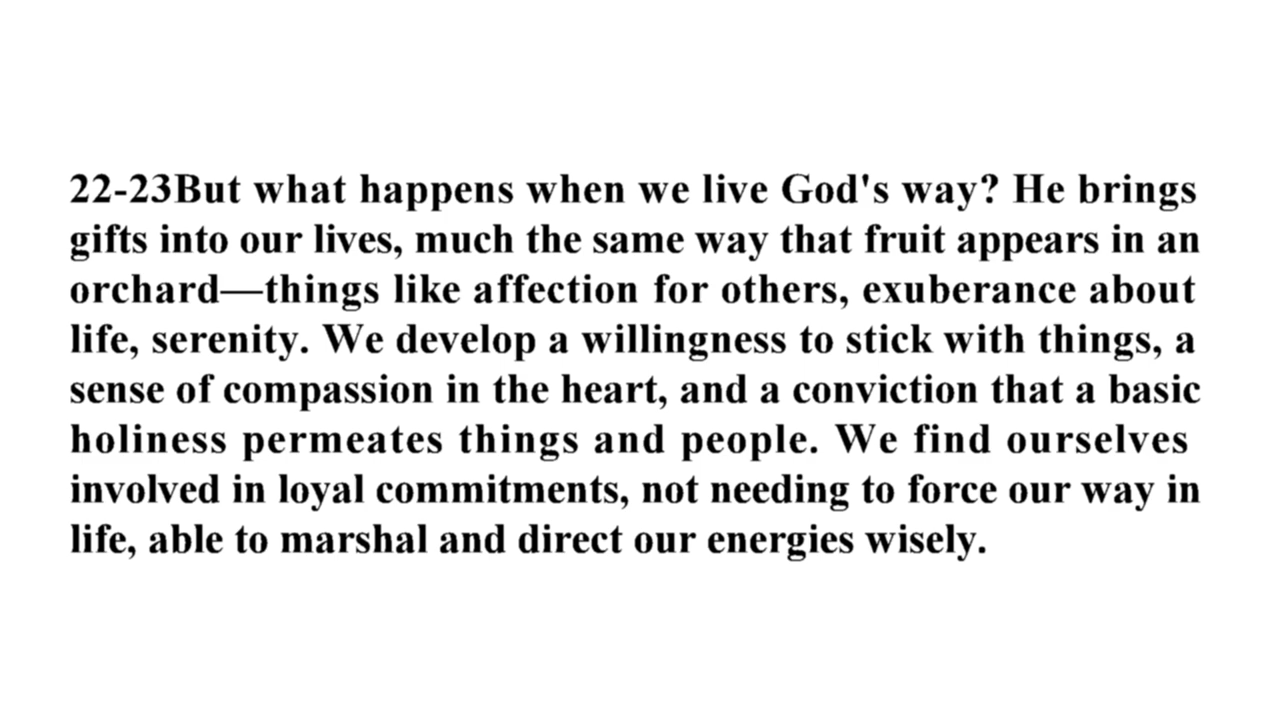 22-23But what happens when we live God's way? He brings
gifts into our lives, much the same way that fruit appears in an
orchard—things like affection for others, exuberance about
life, serenity. We develop a willingness to stick with things, a
sense of compassion in the heart, and a conviction that a basic
holiness permeates things and people. We find ourselves
involved in loyal commitments, not needing to force our way in
life, able to marshal and direct our energies wisely.